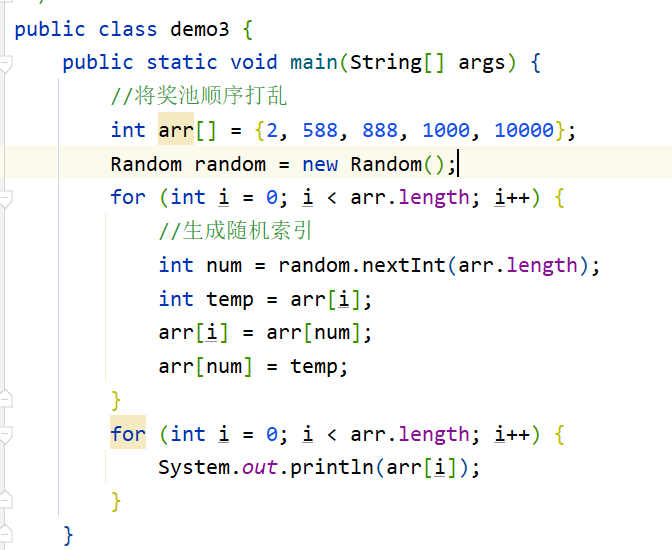 public class demo3 {
public static void main(String[] args) {
//将奖池顺序打乱
int arr[] = {2, 588, 888, 1000, 10000};
Random random = new Random();
for (int i = 0; i < arr.length; i++) {
//生成随机索引
int num = random.nextInt(arr.length);
int temp = arr[i];
arr[i] = arr[num];
arr[num] = temp;
}
for (int i = 0; i < arr.length; i++) {
System.out.println(arr[i]);
}
}